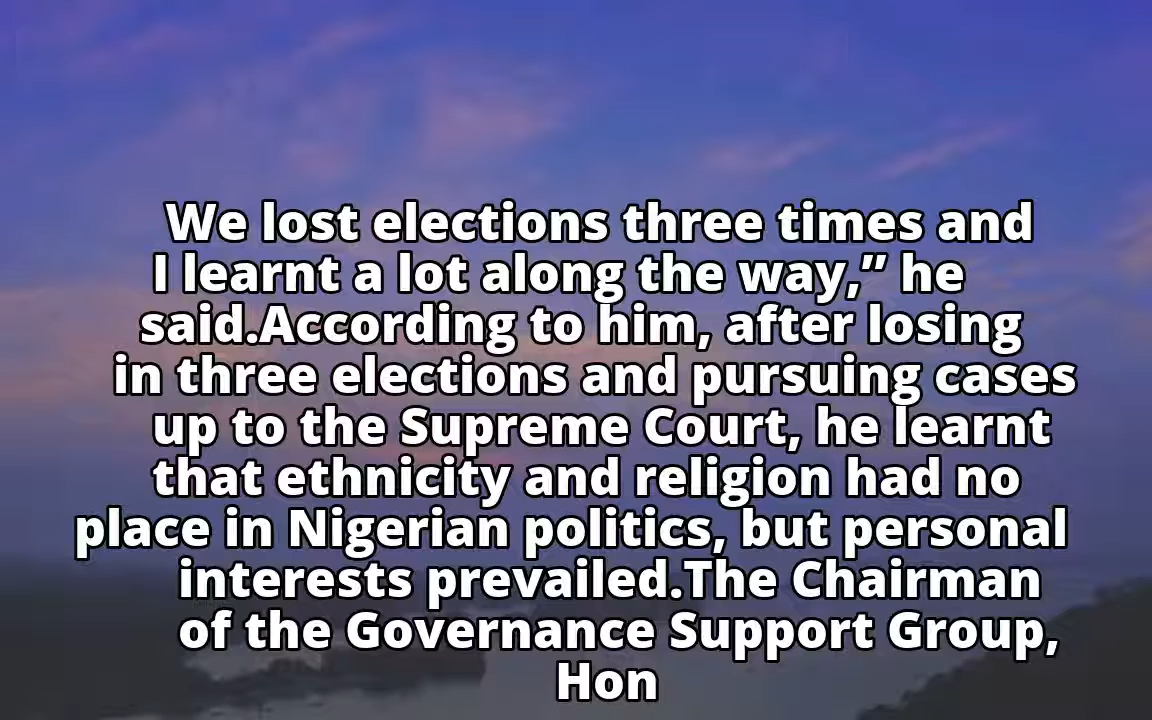 We lost elections three times and
I learnt a lot along the way,” he
said.According to him, after losing
in three elections and pursuing cases
up to the Supreme Court, he learnt
that ethnicity and religion had no
place in Nigerian politics, but personal
interests prevailed.The Chairman
of the Governance Support Group,
Hon